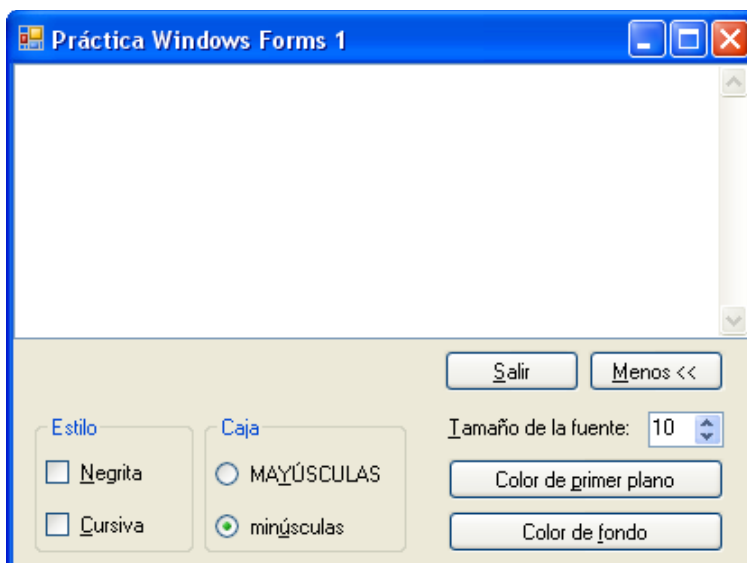 Práctica Windows Forms 1
Salir
Menos <<
Estilo
Negrita
Cursiva
Caja
MAYÚSCULAS
minúsculas
Tamaño de la fuente: 10
Color de primer plano
Color de fondo